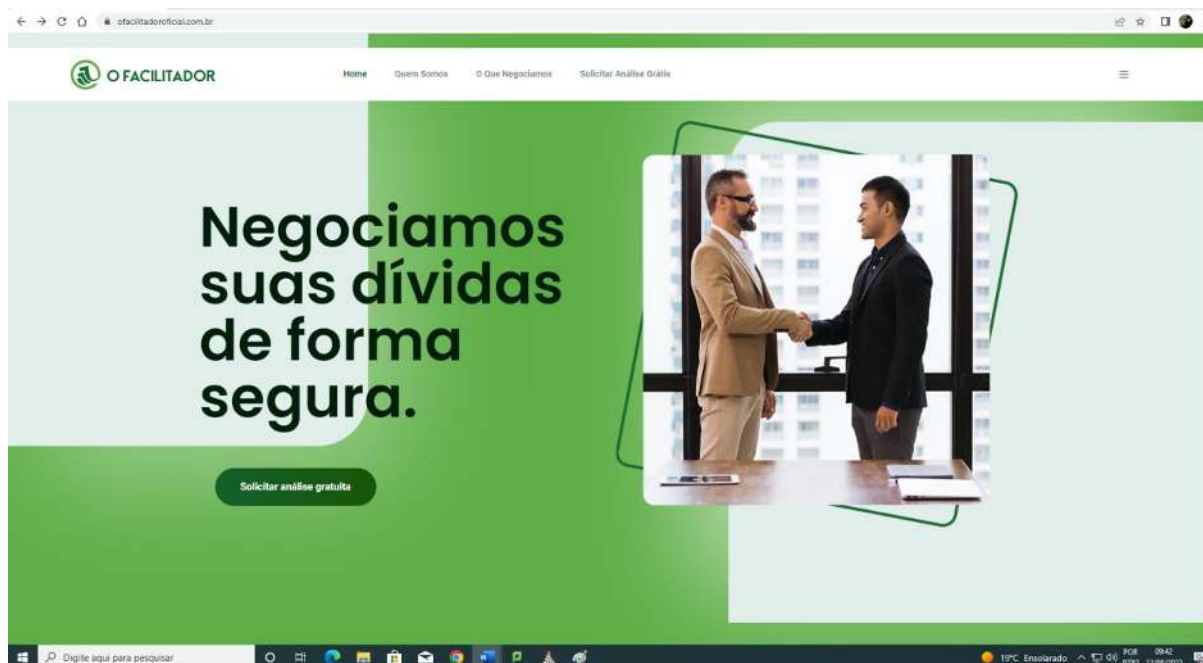 ofacilitadoroficial.com.br
O FACILITADOR
Home
Quem Somos
O Que Negociamos
Solicitar Análise Grátis
Negociamos
suas dívidas
de forma
segura.
Solicitar análise gratuita
Digite aqui para pesquisar
19°C Ensolarado
POR
09:42